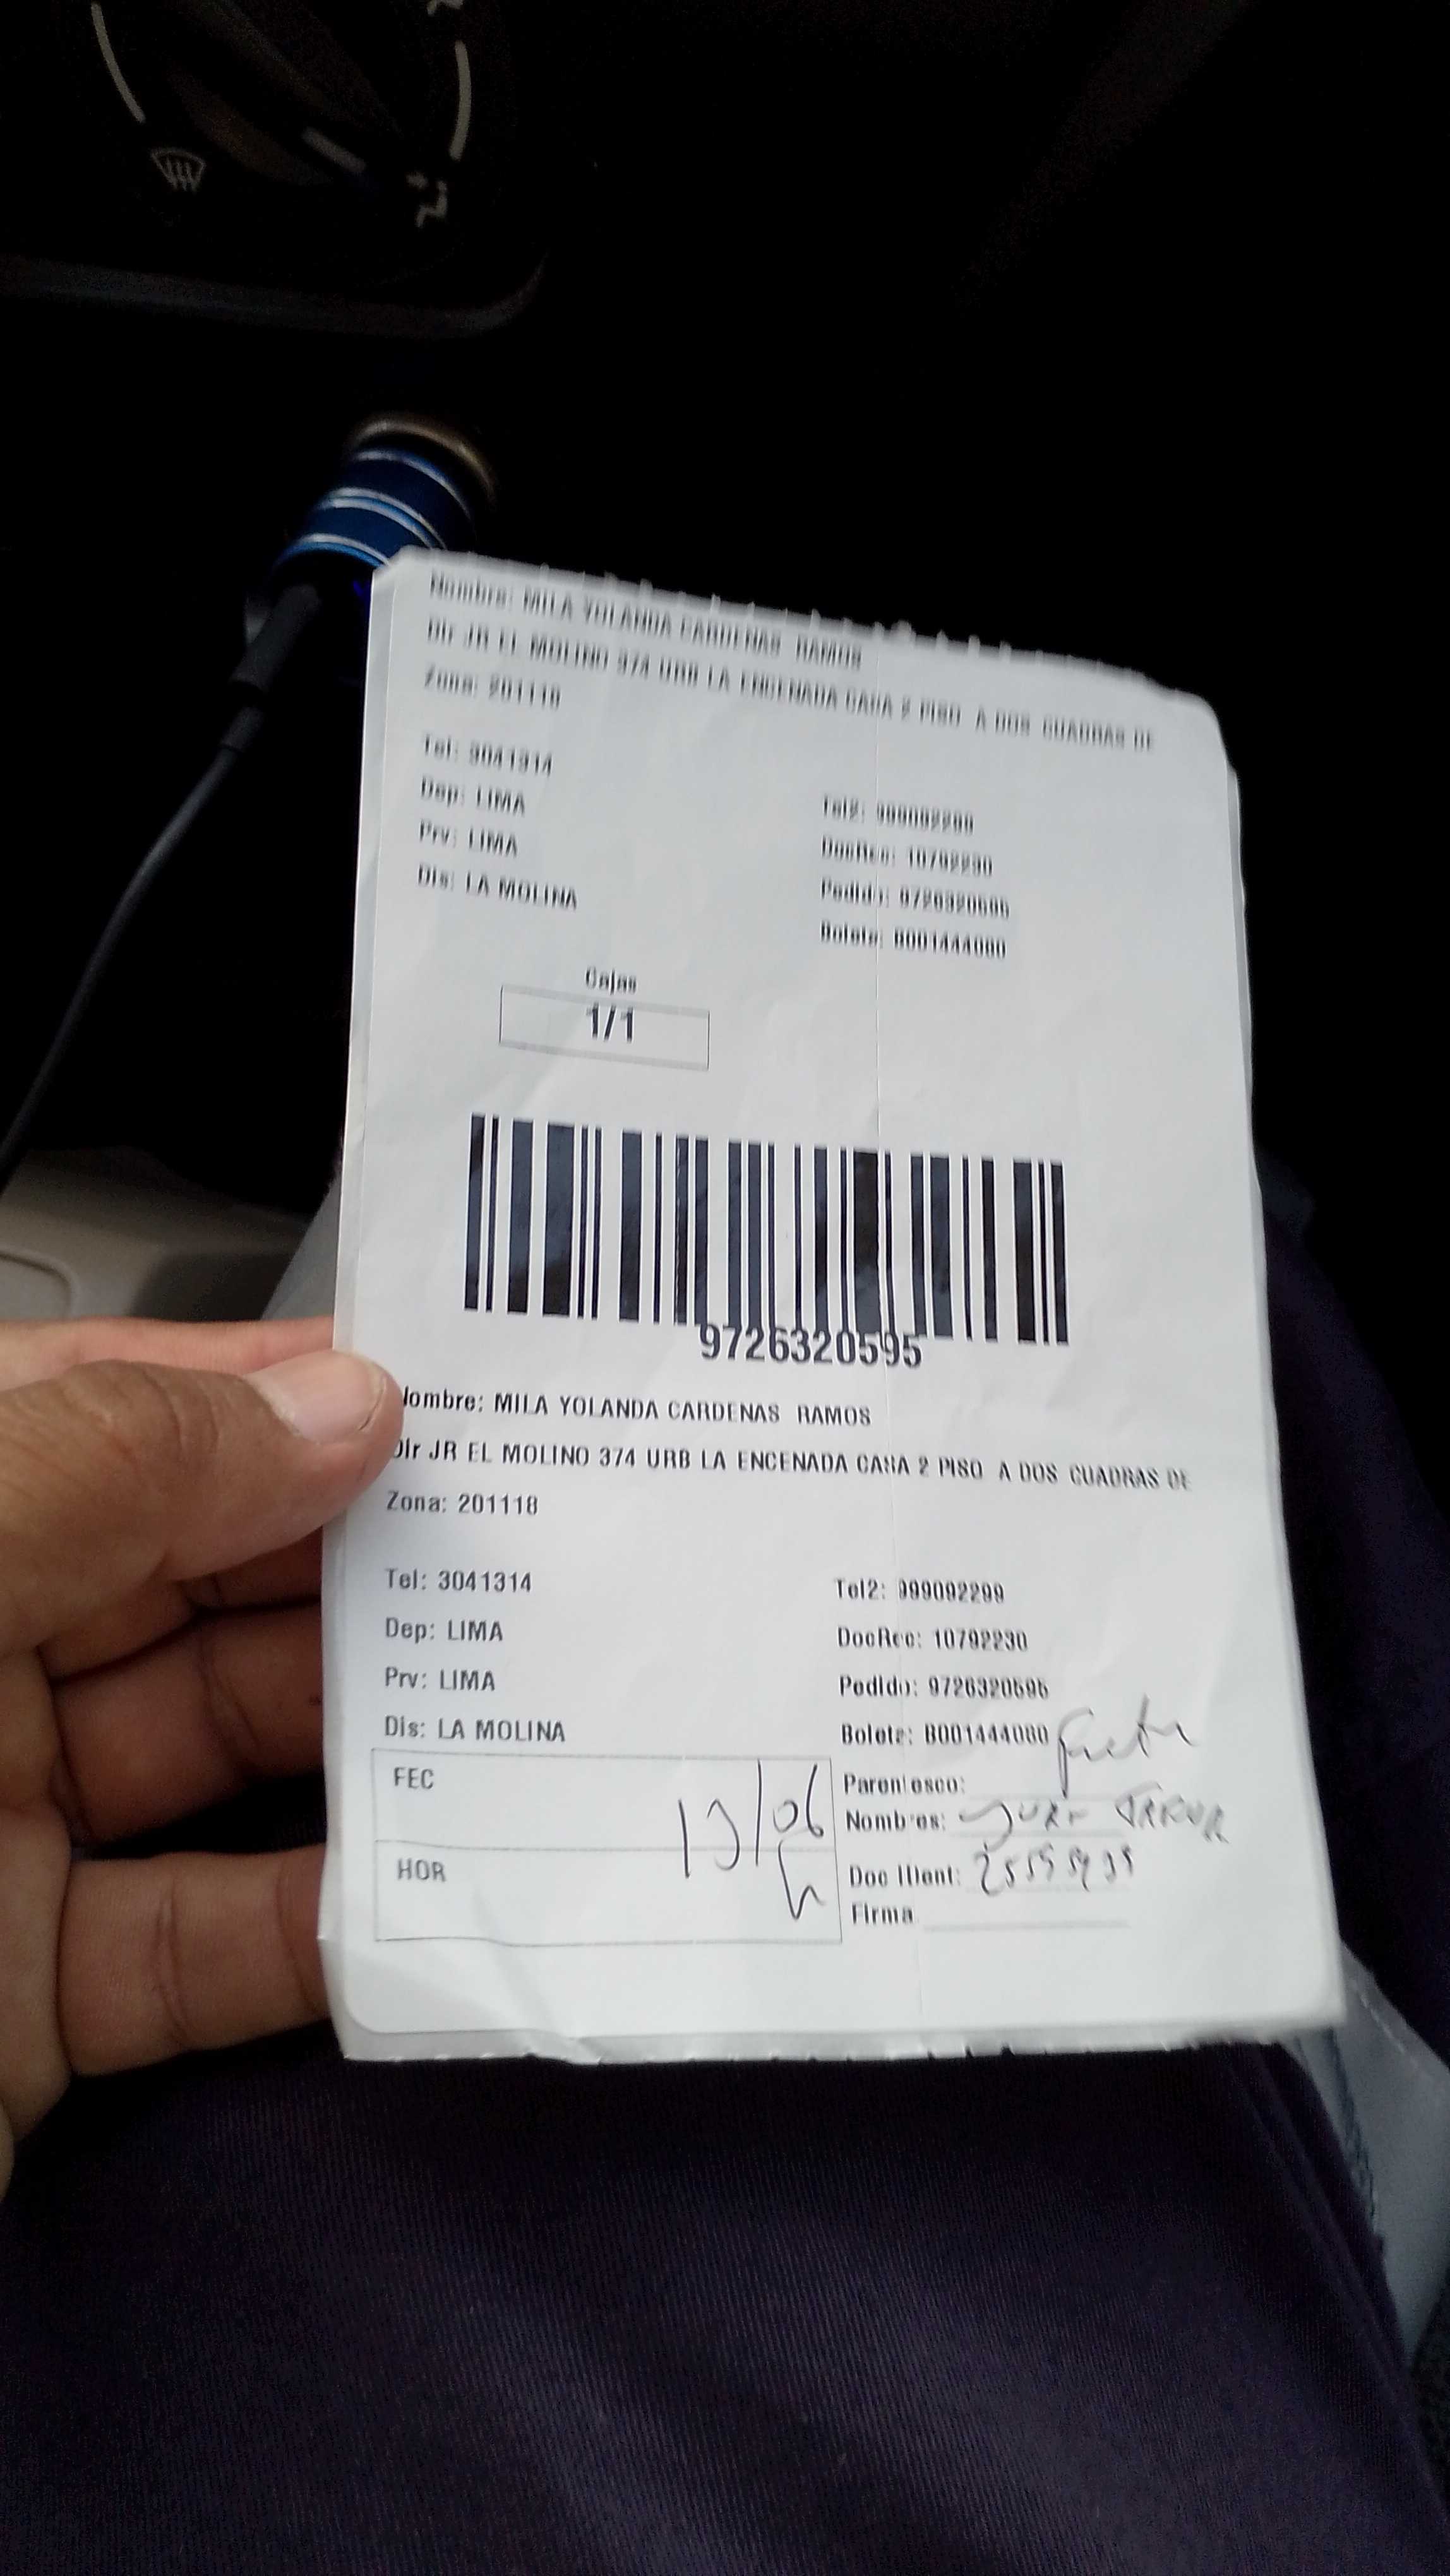 Nombre: MILA YOLANDA CARDENAS RAMOS
Dir JR EL MOLINO 374 URB LA ENCENADA CASA 2 PISO A DOS CUADRAS DE
Zona: 201118
Tel: 3041314
Dep: LIMA
Prv: LIMA
Dis: LA MOLINA
Tel2: 999092299
DocRec: 10792230
Pedido: 9726320595
Boleta: B001444080
Cajas
1/1
9726320595
Nombre: MILA YOLANDA CARDENAS RAMOS
Dir JR EL MOLINO 374 URB LA ENCENADA CASA 2 PISO A DOS CUADRAS DE
Zona: 201118
Tel: 3041314
Dep: LIMA
Prv: LIMA
Dis: LA MOLINA
Tel2: 999092299
DocRec: 10792230
Pedido: 9726320595
Boleta: B001444080
FEC 13/06
HOR
Parentesco:
Nombres: JUAN
Doc Ident:
Firma